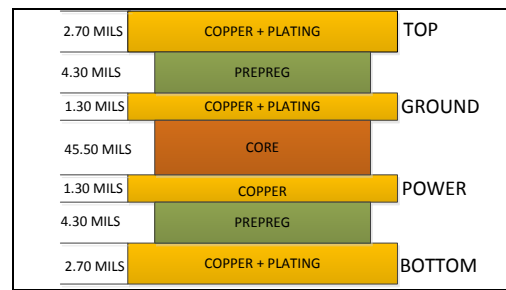 2.70 MILS COPPER + PLATING TOP
4.30 MILS PREPREG
1.30 MILS COPPER + PLATING GROUND
45.50 MILS CORE
1.30 MILS COPPER POWER
4.30 MILS PREPREG
2.70 MILS COPPER + PLATING BOTTOM